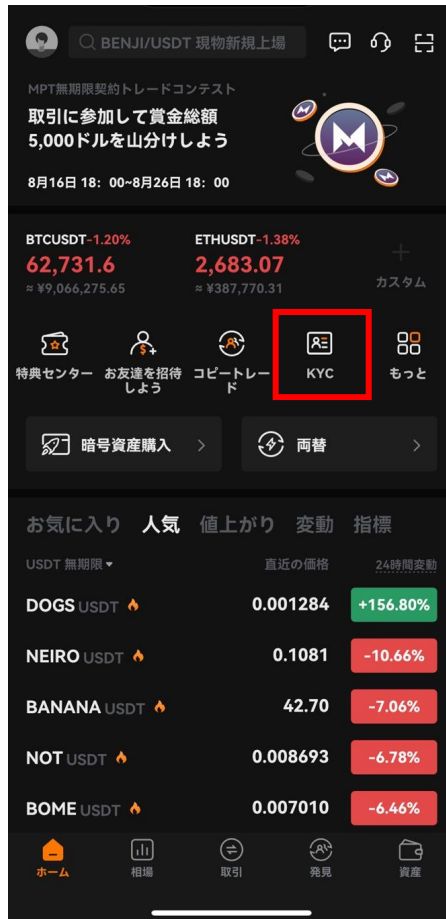 BENJI/USDT 現物新規上場
MPT無期限契約トレードコンテスト
取引に参加して賞金総額
5,000ドルを山分けしよう
8月16日 18：00~8月26日 18：00
BTCUSDT-1.20%
62,731.6
≈ ¥9,066,275.65
ETHUSDT-1.38%
2,683.07
≈ ¥387,770.31
カスタム
特典センター
お友達を招待
しよう
コピートレー
ド
KYC
もっと
暗号資産購入
両替
お気に入り 人気 値上がり 変動 指標
USDT 無期限 直近の価格 24時間変動
DOGS USDT 0.001284 +156.80%
NEIRO USDT 0.1081 -10.66%
BANANA USDT 42.70 -7.06%
NOT USDT 0.008693 -6.78%
BOME USDT 0.007010 -6.46%
ホーム 相場 取引 発見 資産